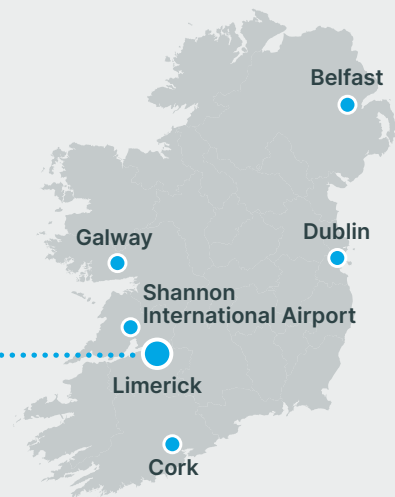 Belfast
Dublin
Galway
Shannon
International Airport
Limerick
Cork